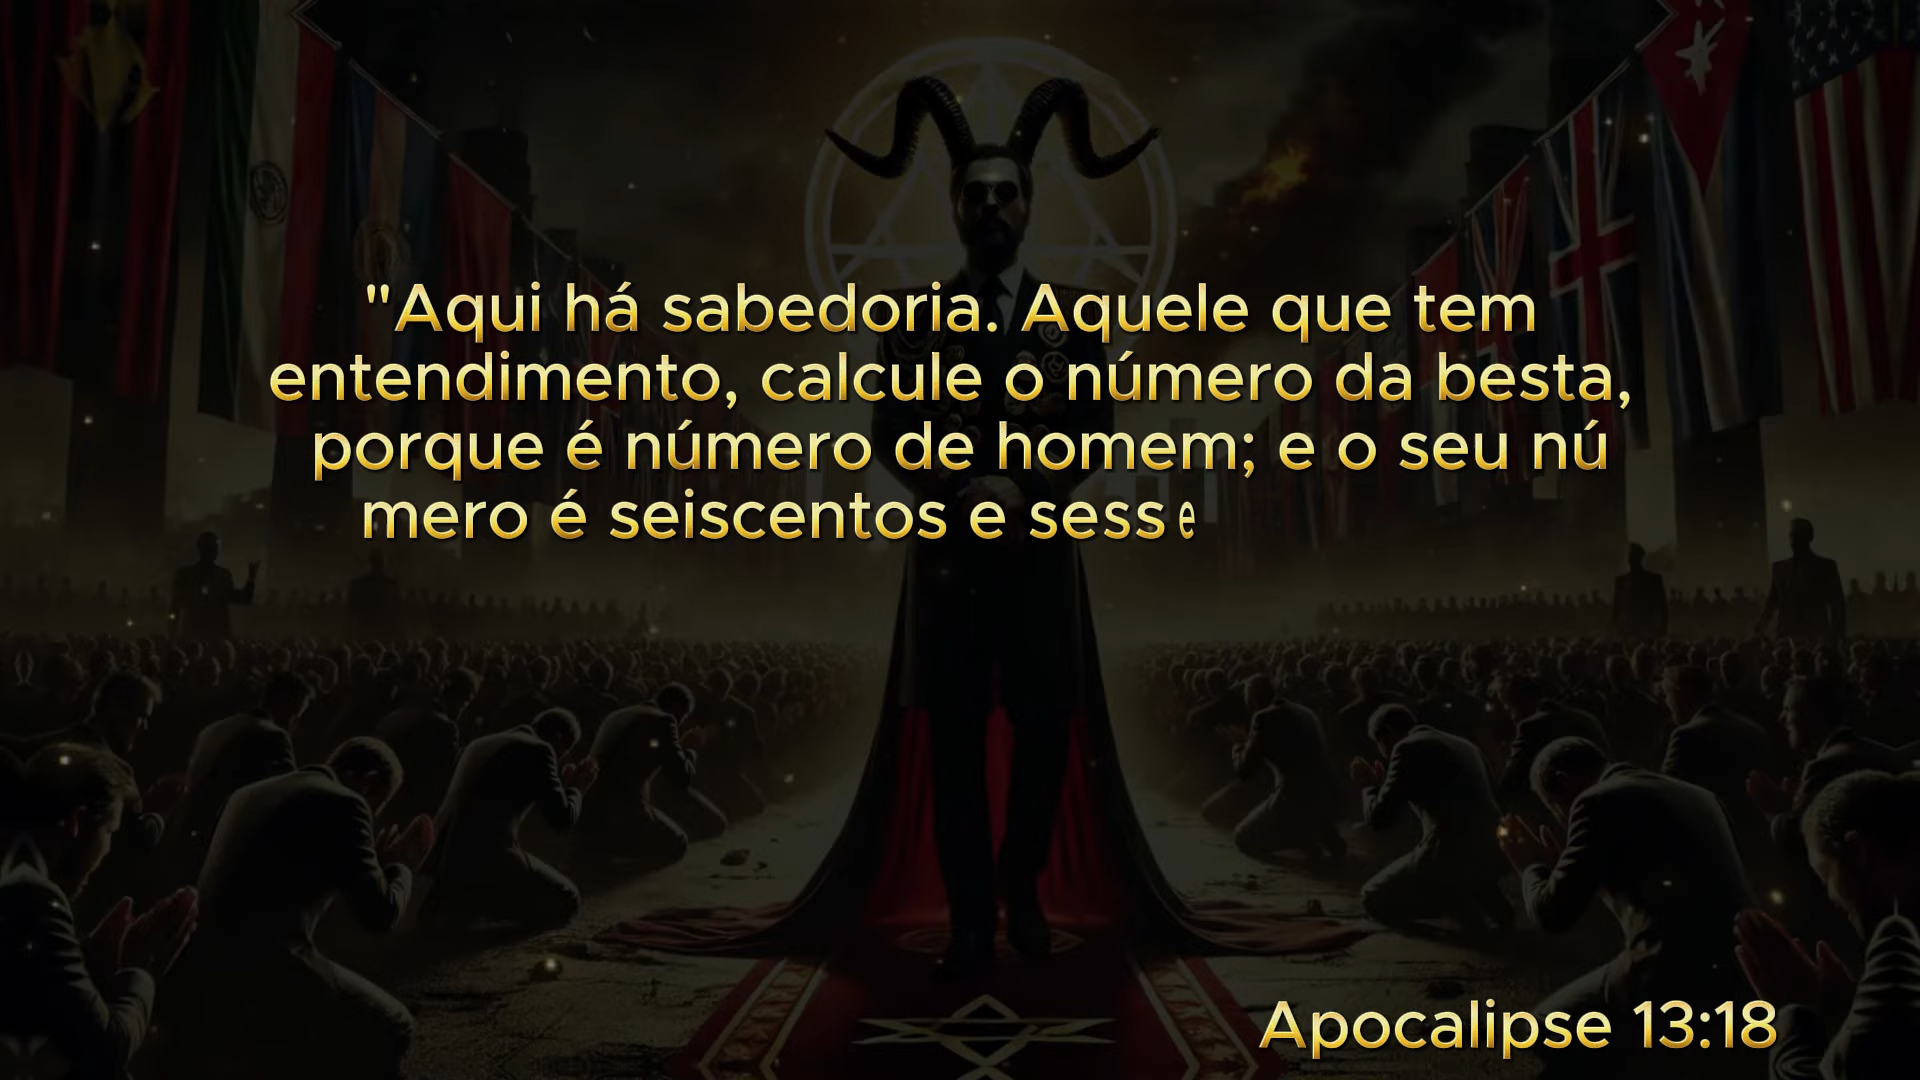 "Aqui há sabedoria. Aquele que tem
entendimento, calcule o número da besta,
porque é número de homem; e o seu nú
mero é seiscentos e sesse
Apocalipse 13:18